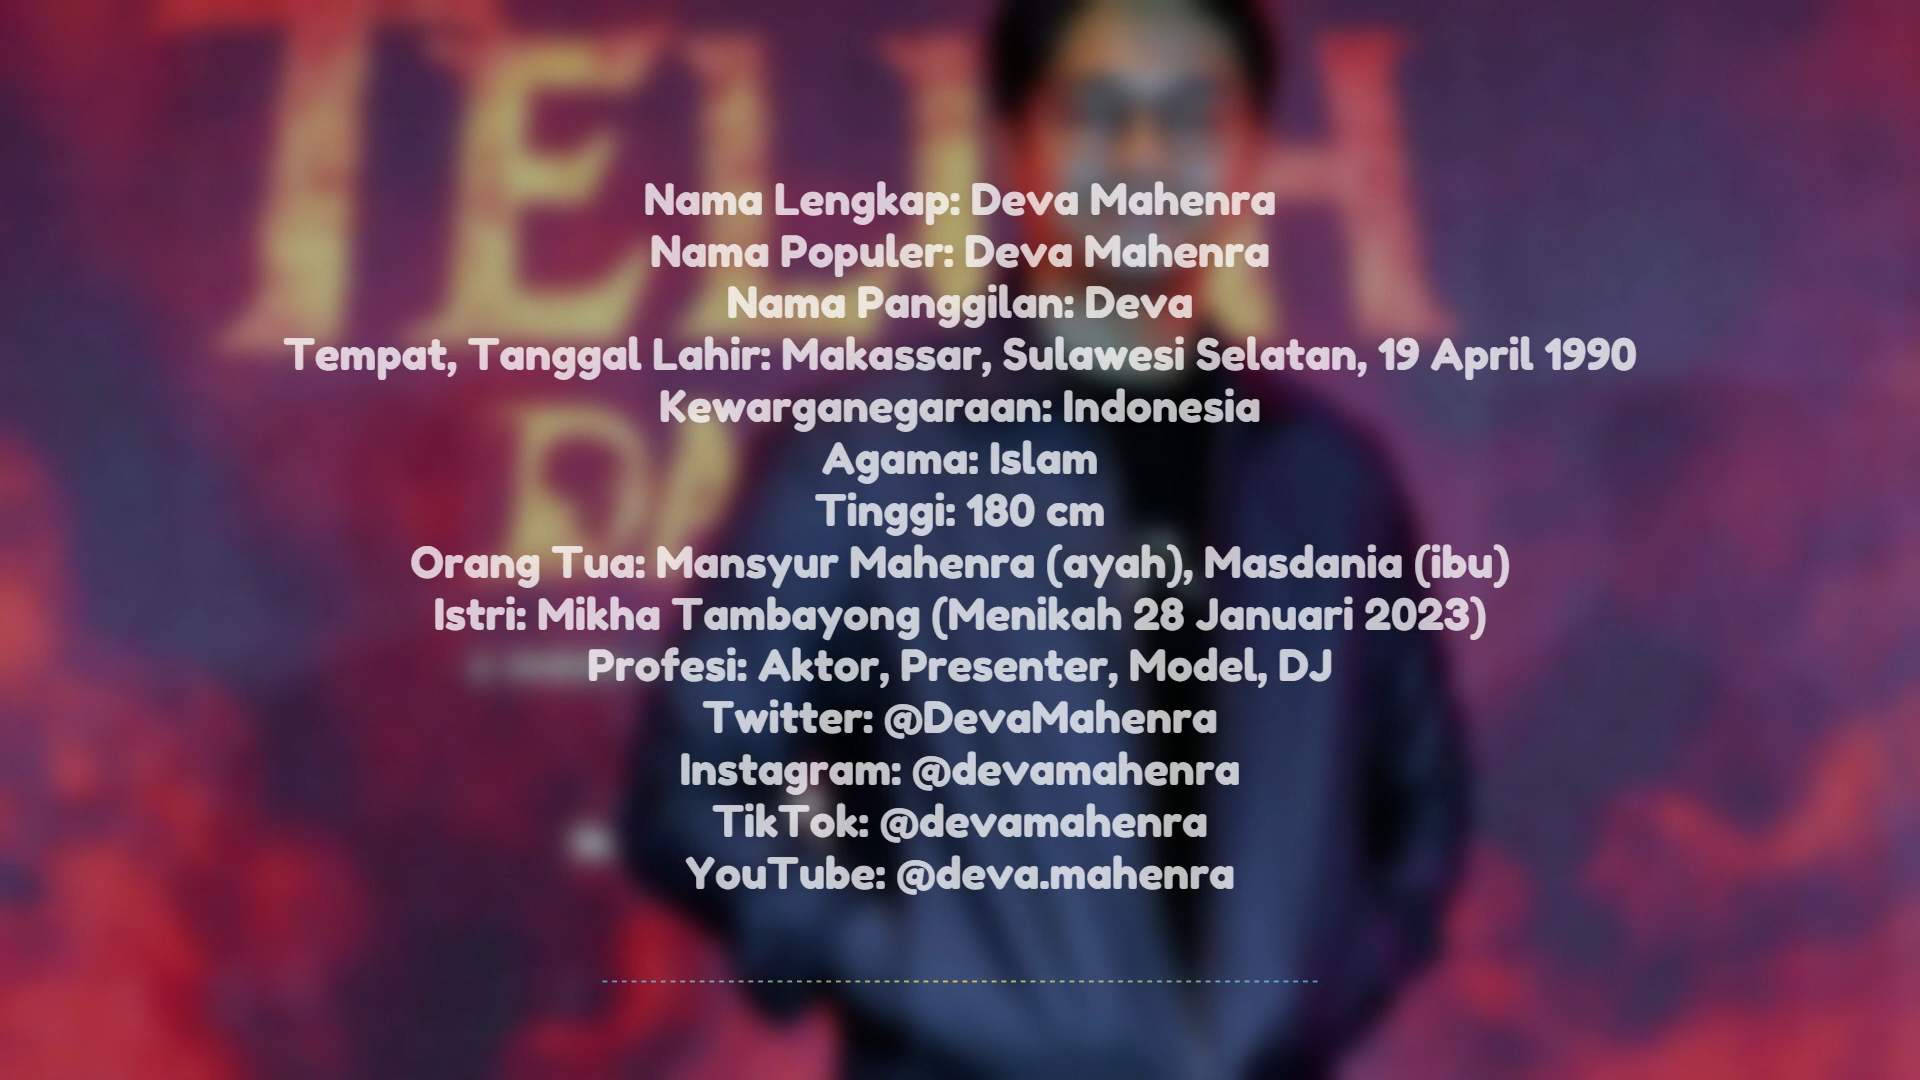 Nama Lengkap: Deva Mahenra
Nama Populer: Deva Mahenra
Nama Panggilan: Deva
Tempat, Tanggal Lahir: Makassar, Sulawesi Selatan, 19 April 1990
Kewarganegaraan: Indonesia
Agama: Islam
Tinggi: 180 cm
Orang Tua: Mansyur Mahenra (ayah), Masdania (ibu)
Istri: Mikha Tambayong (Menikah 28 Januari 2023)
Profesi: Aktor, Presenter, Model, DJ
Twitter: @DevaMahenra
Instagram: @devamahenra
TikTok: @devamahenra
YouTube: @deva.mahenra